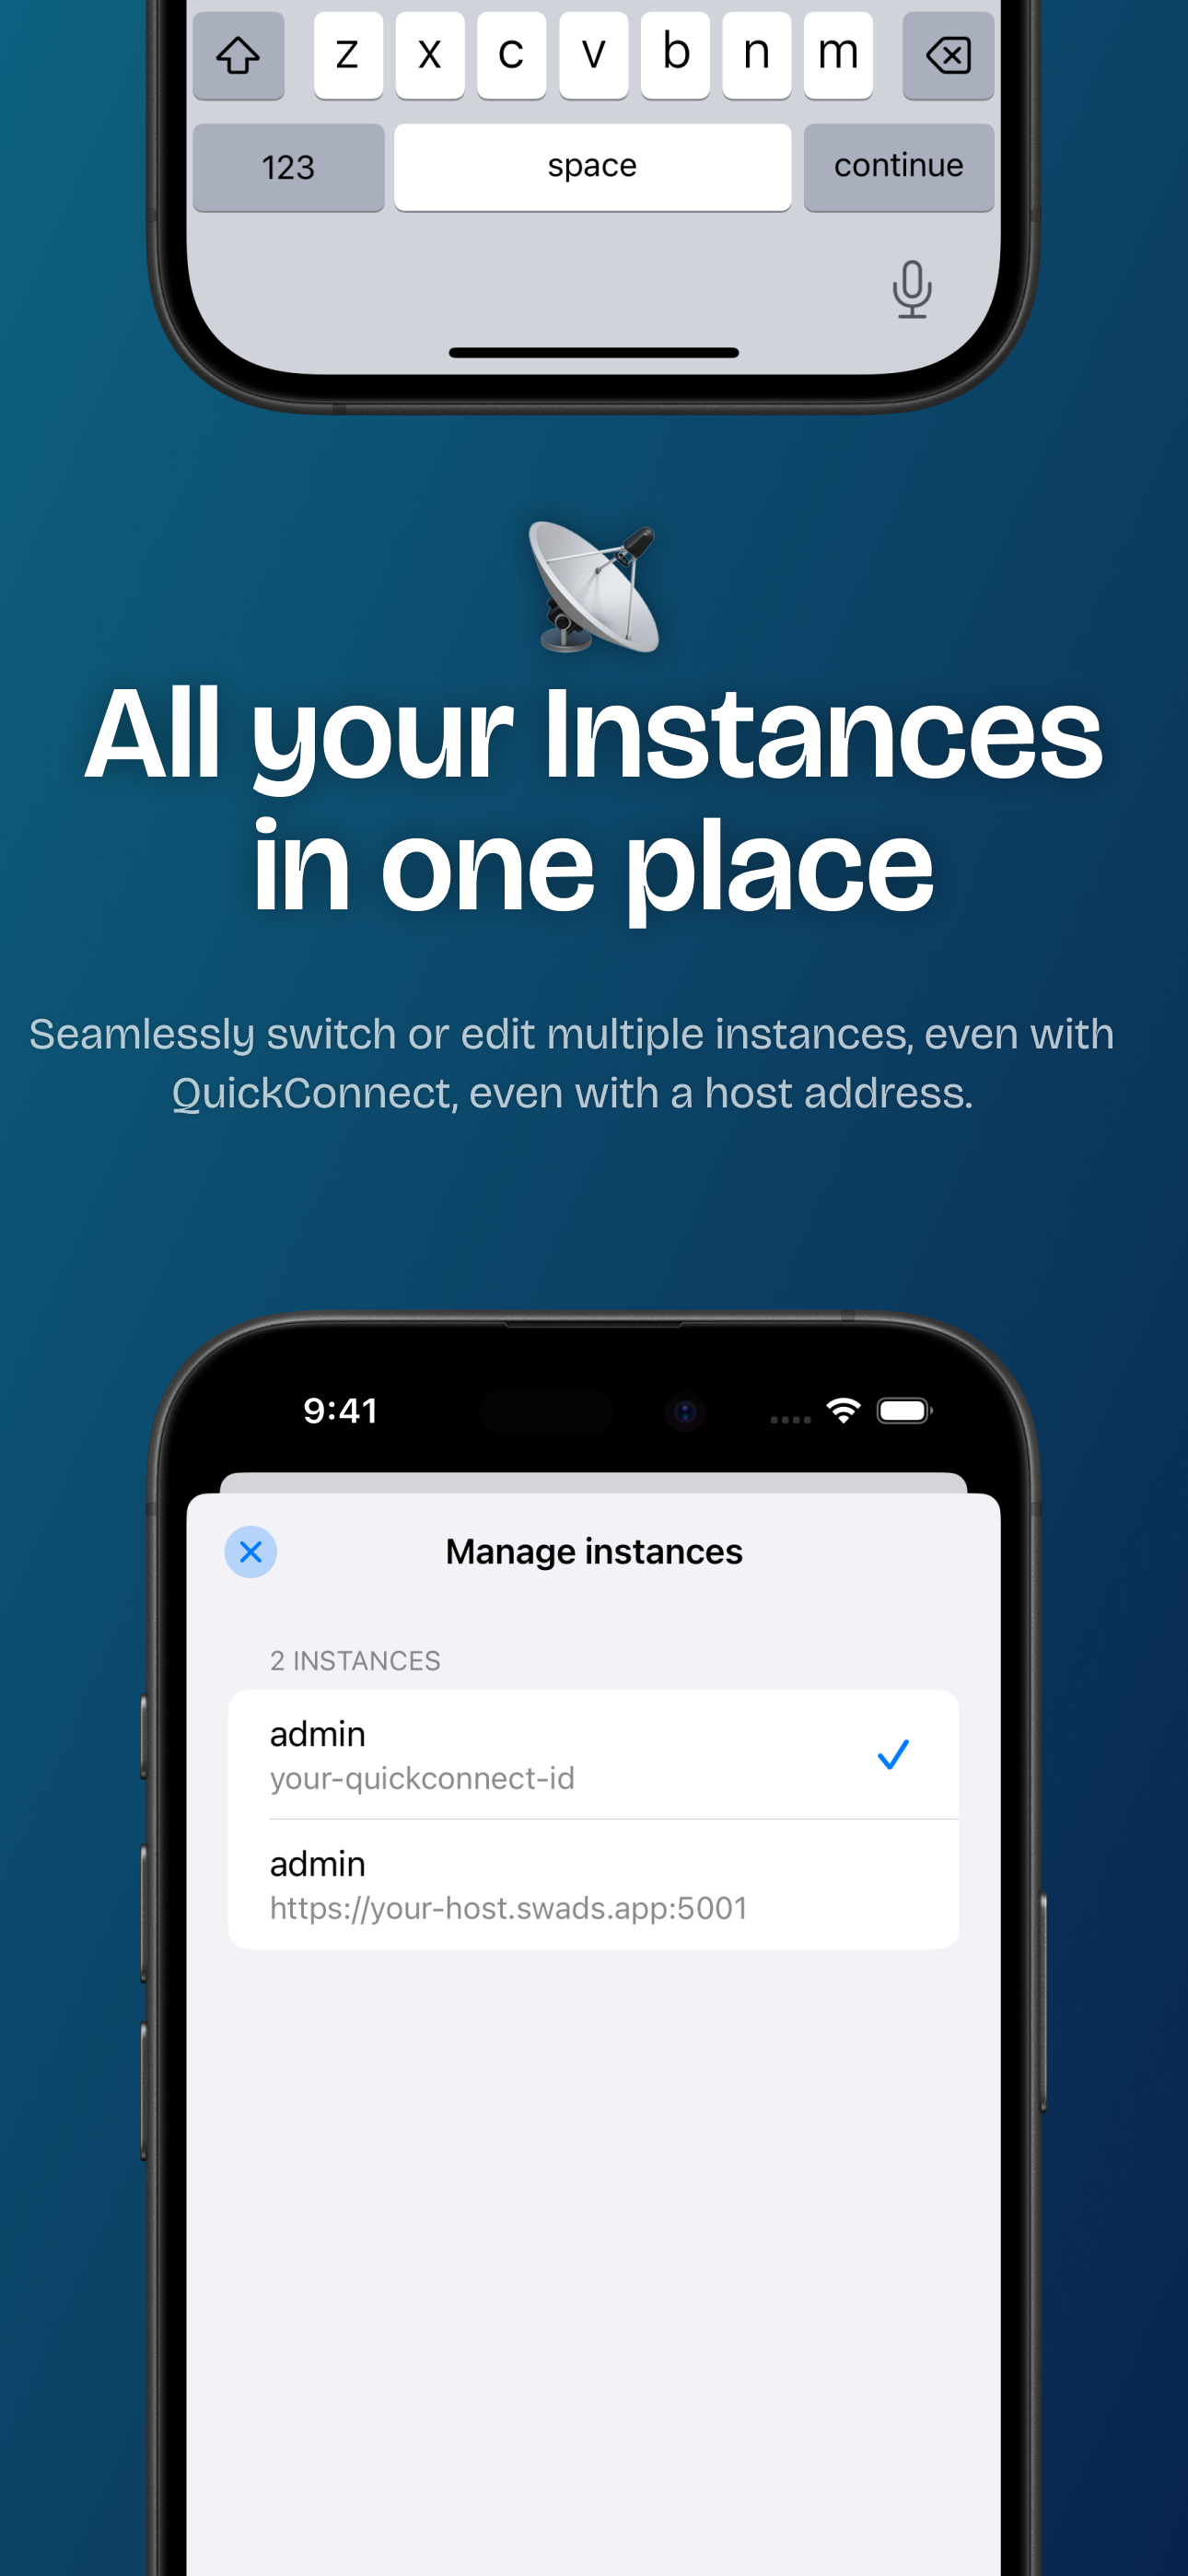 z x c v b n m
123 space continue
All your Instances
in one place
Seamlessly switch or edit multiple instances, even with
QuickConnect, even with a host address.
9:41
Manage instances
2 INSTANCES
admin
your-quickconnect-id
admin
https://your-host.swads.app:5001